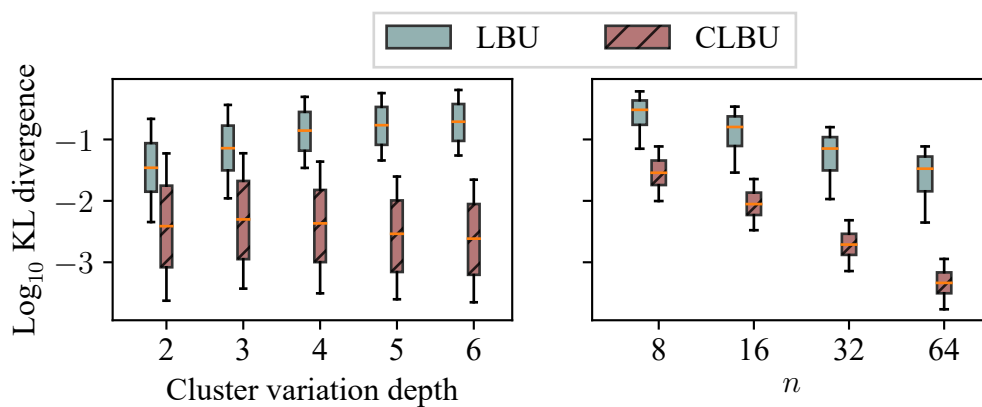 LBU CLBU
Log₁₀ KL divergence
−1
−2
−3
2 3 4 5 6
Cluster variation depth
8 16 32 64
n